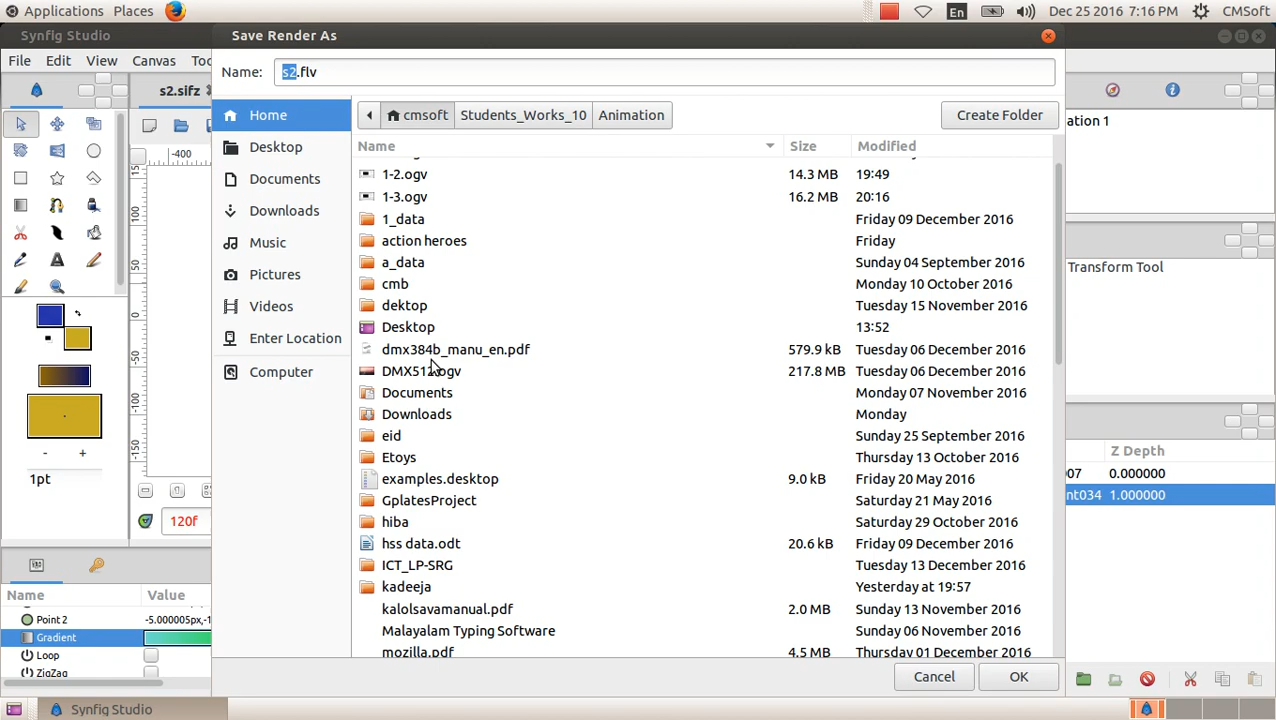 Applications Places En Dec 25 2016 7:16 PM CMSoft
Synfig Studio
Save Render As
File Edit View Canvas Too
Name: s2.flv
s2.sifz
Home
cmsoft Students_Works_10 Animation Create Folder
ation 1
Desktop
Name Size Modified
-400
1-2.ogv 14.3 MB 19:49
Documents
1-3.ogv 16.2 MB 20:16
Downloads
1_data Friday 09 December 2016
Music
action heroes Friday
a_data Sunday 04 September 2016
Transform Tool
Pictures
cmb Monday 10 October 2016
Videos
dektop Tuesday 15 November 2016
Desktop 13:52
Enter Location
dmx384b_manu_en.pdf 579.9 kB Tuesday 06 December 2016
Computer
DMX512.ogv 217.8 MB Tuesday 06 December 2016
Documents Monday 07 November 2016
Downloads Monday
eid Sunday 25 September 2016
Etoys Thursday 13 October 2016
Z Depth
07 0.000000
examples.desktop 9.0 kB Friday 20 May 2016
1pt
nt034 1.000000
GplatesProject Saturday 21 May 2016
120f
hiba Saturday 29 October 2016
hss data.odt 20.6 kB Friday 09 December 2016
ICT_LP-SRG Tuesday 13 December 2016
kadeeja Yesterday at 19:57
Name Value
kalolsavamanual.pdf 2.0 MB Sunday 13 November 2016
Point 2 -5.000005px,-1
Malayalam Typing Software Sunday 06 November 2016
Gradient
mozilla.pdf 4.5 MB Thursday 01 December 2016
Loop
ZigZag
Cancel OK
Synfig Studio